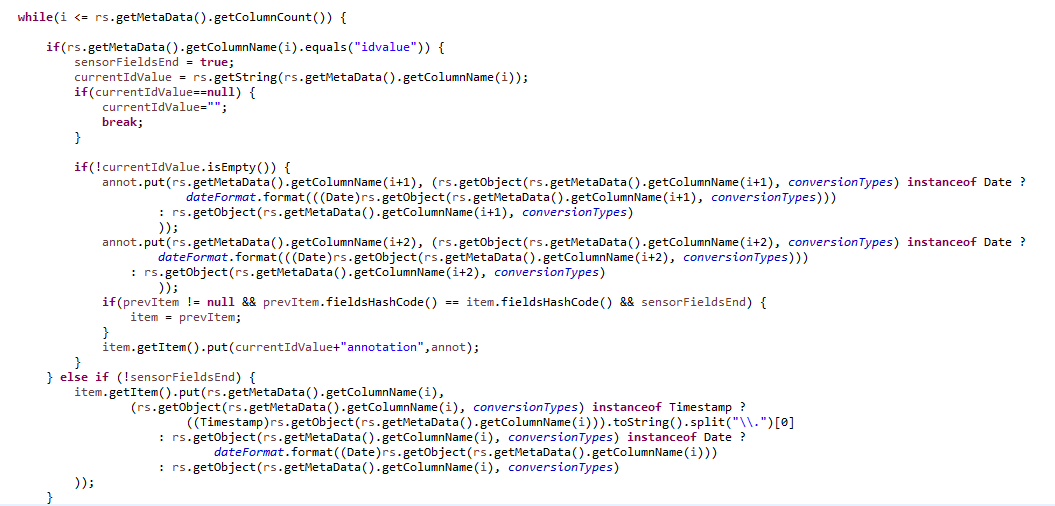 while(i <= rs.getMetaData().getColumnCount()) {
if(rs.getMetaData().getColumnName(i).equals("idvalue")) {
sensorFieldsEnd = true;
currentIdValue = rs.getString(rs.getMetaData().getColumnName(i));
if(currentIdValue==null) {
currentIdValue="";
break;
}
if(!currentIdValue.isEmpty()) {
annot.put(rs.getMetaData().getColumnName(i+1), (rs.getObject(rs.getMetaData().getColumnName(i+1), conversionTypes) instanceof Date ?
dateFormat.format(((Date)rs.getObject(rs.getMetaData().getColumnName(i+1), conversionTypes)))
: rs.getObject(rs.getMetaData().getColumnName(i+1), conversionTypes)
));
annot.put(rs.getMetaData().getColumnName(i+2), (rs.getObject(rs.getMetaData().getColumnName(i+2), conversionTypes) instanceof Date ?
dateFormat.format(((Date)rs.getObject(rs.getMetaData().getColumnName(i+2), conversionTypes)))
: rs.getObject(rs.getMetaData().getColumnName(i+2), conversionTypes)
));
if(prevItem != null && prevItem.fieldsHashCode() == item.fieldsHashCode() && sensorFieldsEnd) {
item = prevItem;
}
item.getItem().put(currentIdValue+"annotation",annot);
}
} else if (!sensorFieldsEnd) {
item.getItem().put(rs.getMetaData().getColumnName(i),
(rs.getObject(rs.getMetaData().getColumnName(i), conversionTypes) instanceof Timestamp ?
((Timestamp)rs.getObject(rs.getMetaData().getColumnName(i))).toString().split("\\.")[0]
: rs.getObject(rs.getMetaData().getColumnName(i), conversionTypes) instanceof Date ?
dateFormat.format((Date)rs.getObject(rs.getMetaData().getColumnName(i)))
: rs.getObject(rs.getMetaData().getColumnName(i), conversionTypes)
));
}